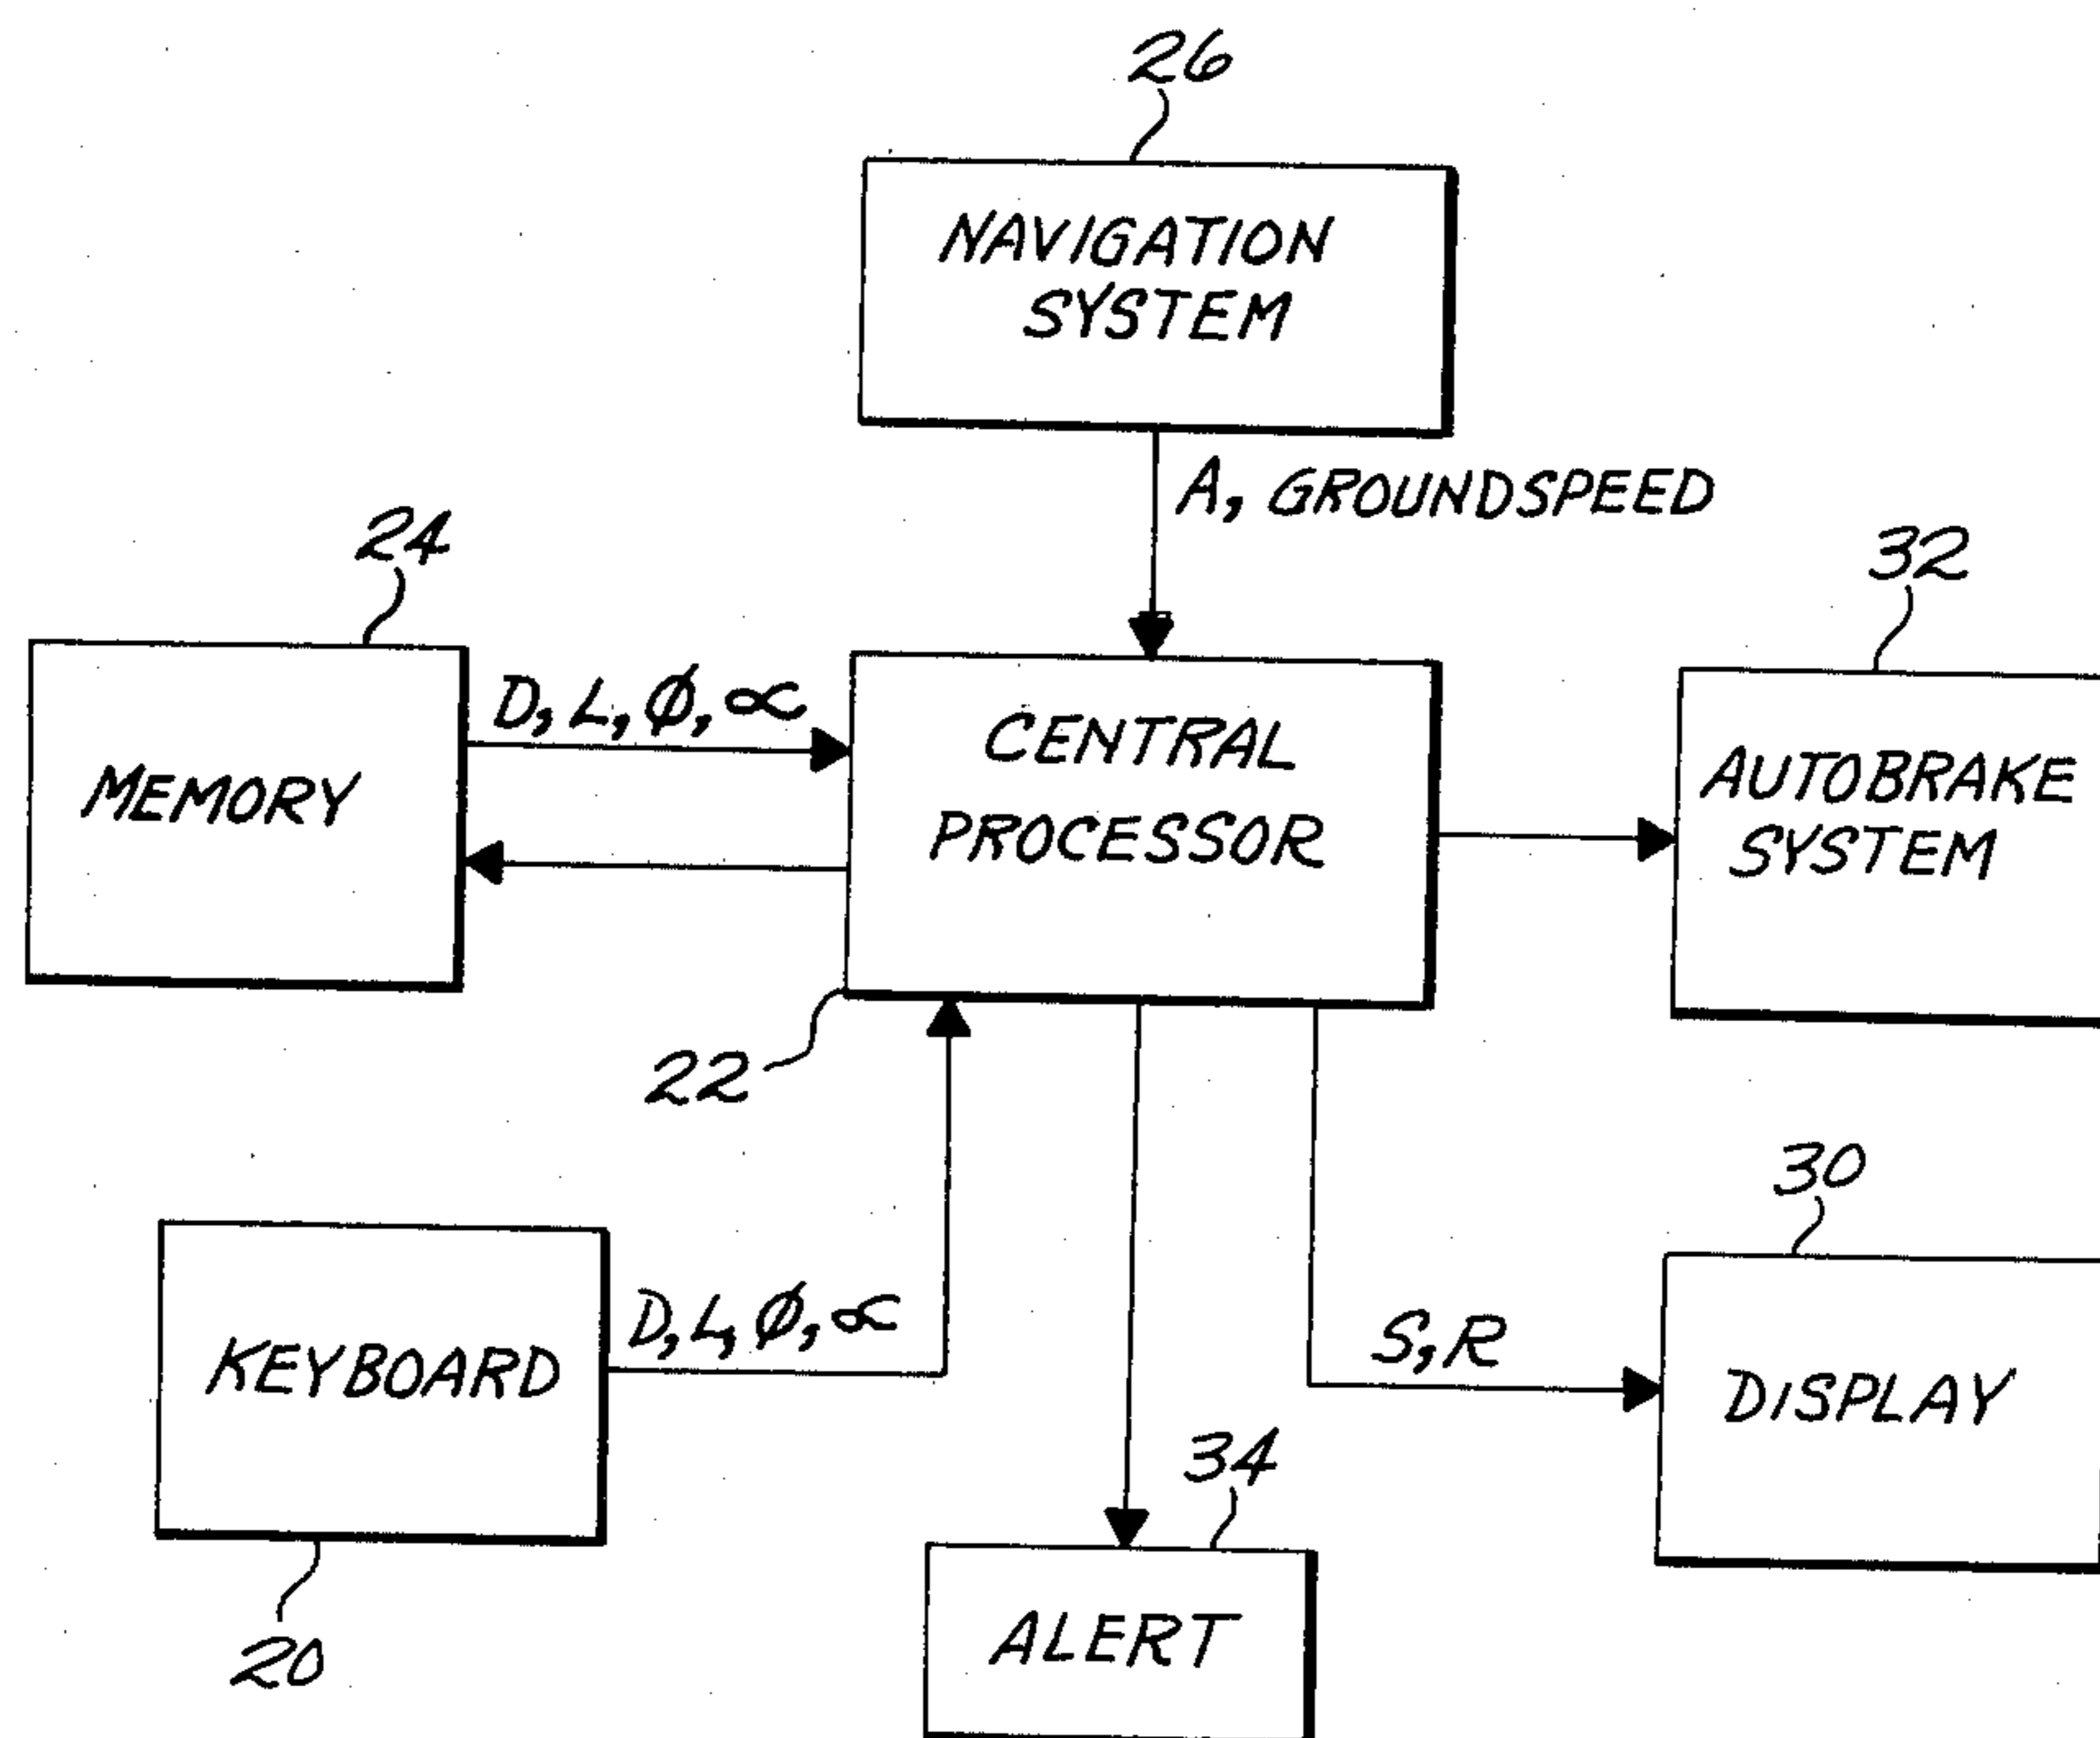 26
NAVIGATION
SYSTEM
A, GROUNDSPEED
24
32
D, L, ϕ, ∝
MEMORY
CENTRAL
PROCESSOR
AUTOBRAKE
SYSTEM
22
30
KEYBOARD
D, L, ϕ, ∝
S, R
DISPLAY
34
20
ALERT